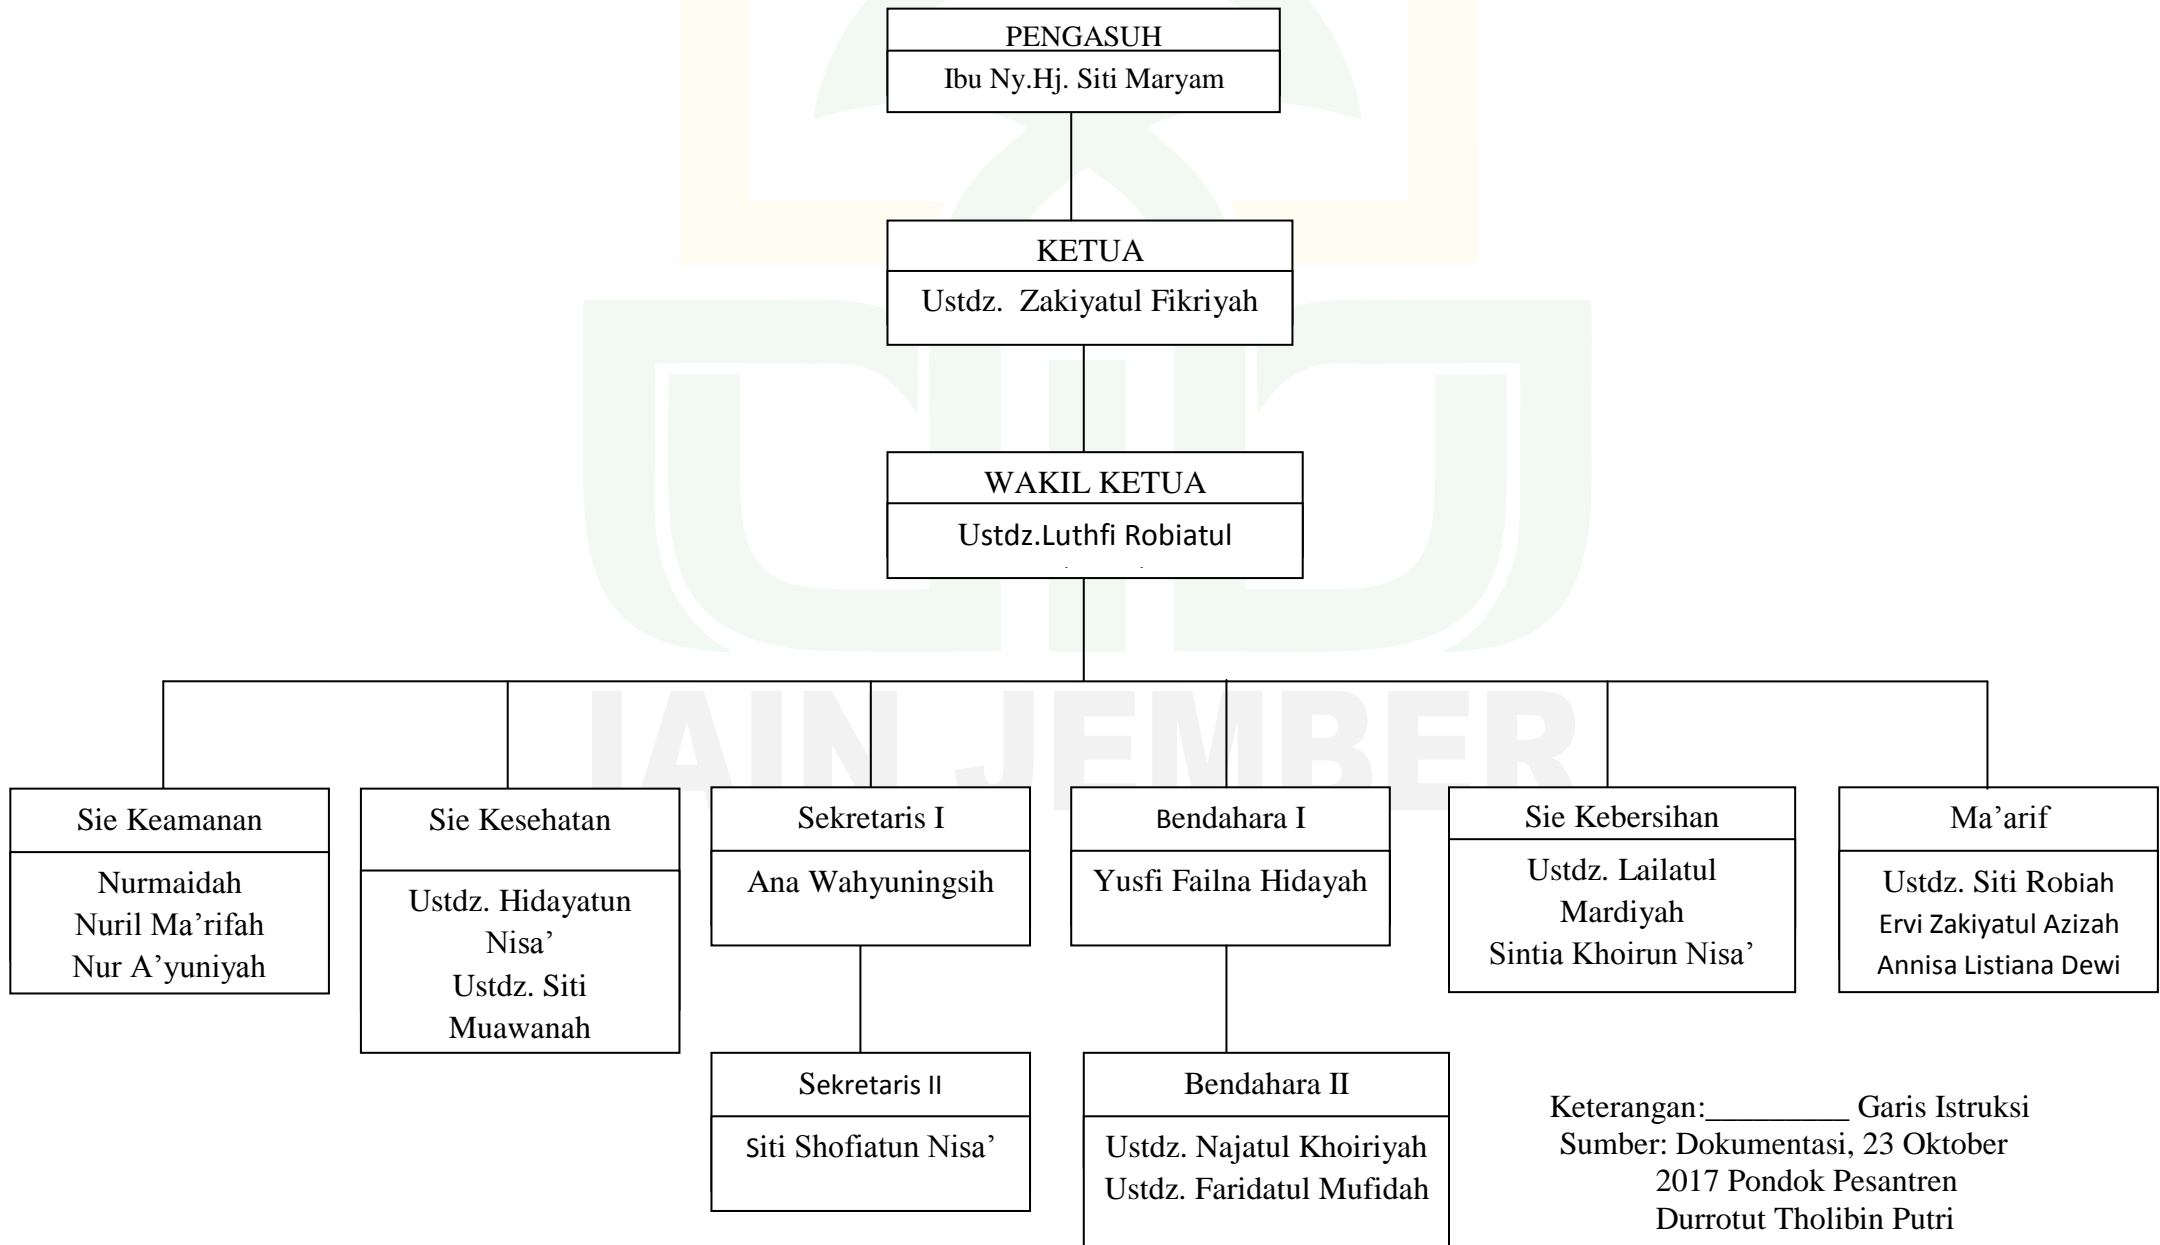 PENGASUH
Ibu Ny.Hj. Siti Maryam
KETUA
Ustdz. Zakiyatul Fikriyah
WAKIL KETUA
Ustdz.Luthfi Robiatul
IAIN JEMBER
Sie Keamanan
Nurmaidah
Nuril Ma’rifah
Nur A’yuniyah
Sie Kesehatan
Ustdz. Hidayatun
Nisa’
Ustdz. Siti
Muawanah
Sekretaris I
Ana Wahyuningsih
Bendahara I
Yusfi Failna Hidayah
Sie Kebersihan
Ustdz. Lailatul
Mardiyah
Sintia Khoirun Nisa’
Ma’arif
Ustdz. Siti Robiah
Ervi Zakiyatul Azizah
Annisa Listiana Dewi
Sekretaris II
Siti Shofiatun Nisa’
Bendahara II
Ustdz. Najatul Khoiriyah
Ustdz. Faridatul Mufidah
Keterangan:_________ Garis Istruksi
Sumber: Dokumentasi, 23 Oktober
2017 Pondok Pesantren
Durrotut Tholibin Putri